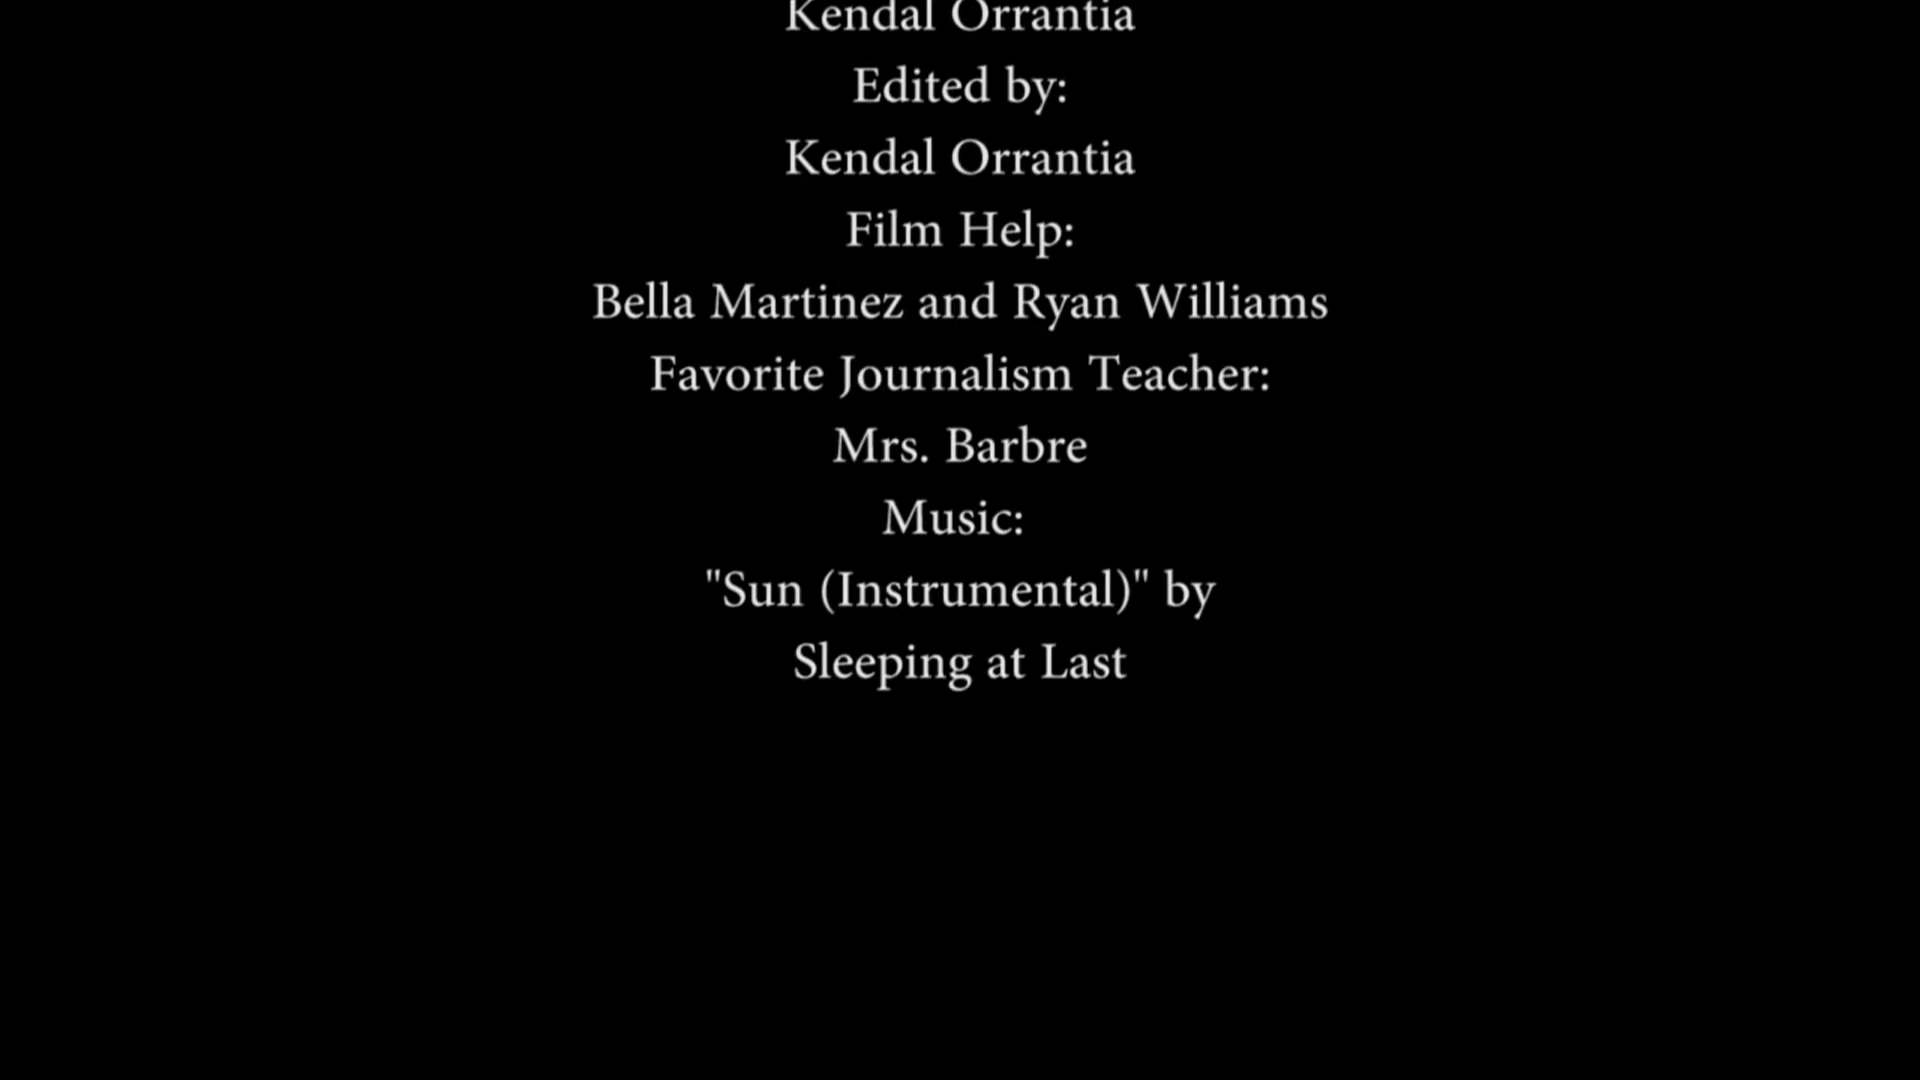 Kendal Orrantia
Edited by:
Kendal Orrantia
Film Help:
Bella Martinez and Ryan Williams
Favorite Journalism Teacher:
Mrs. Barbre
Music:
"Sun (Instrumental)" by
Sleeping at Last